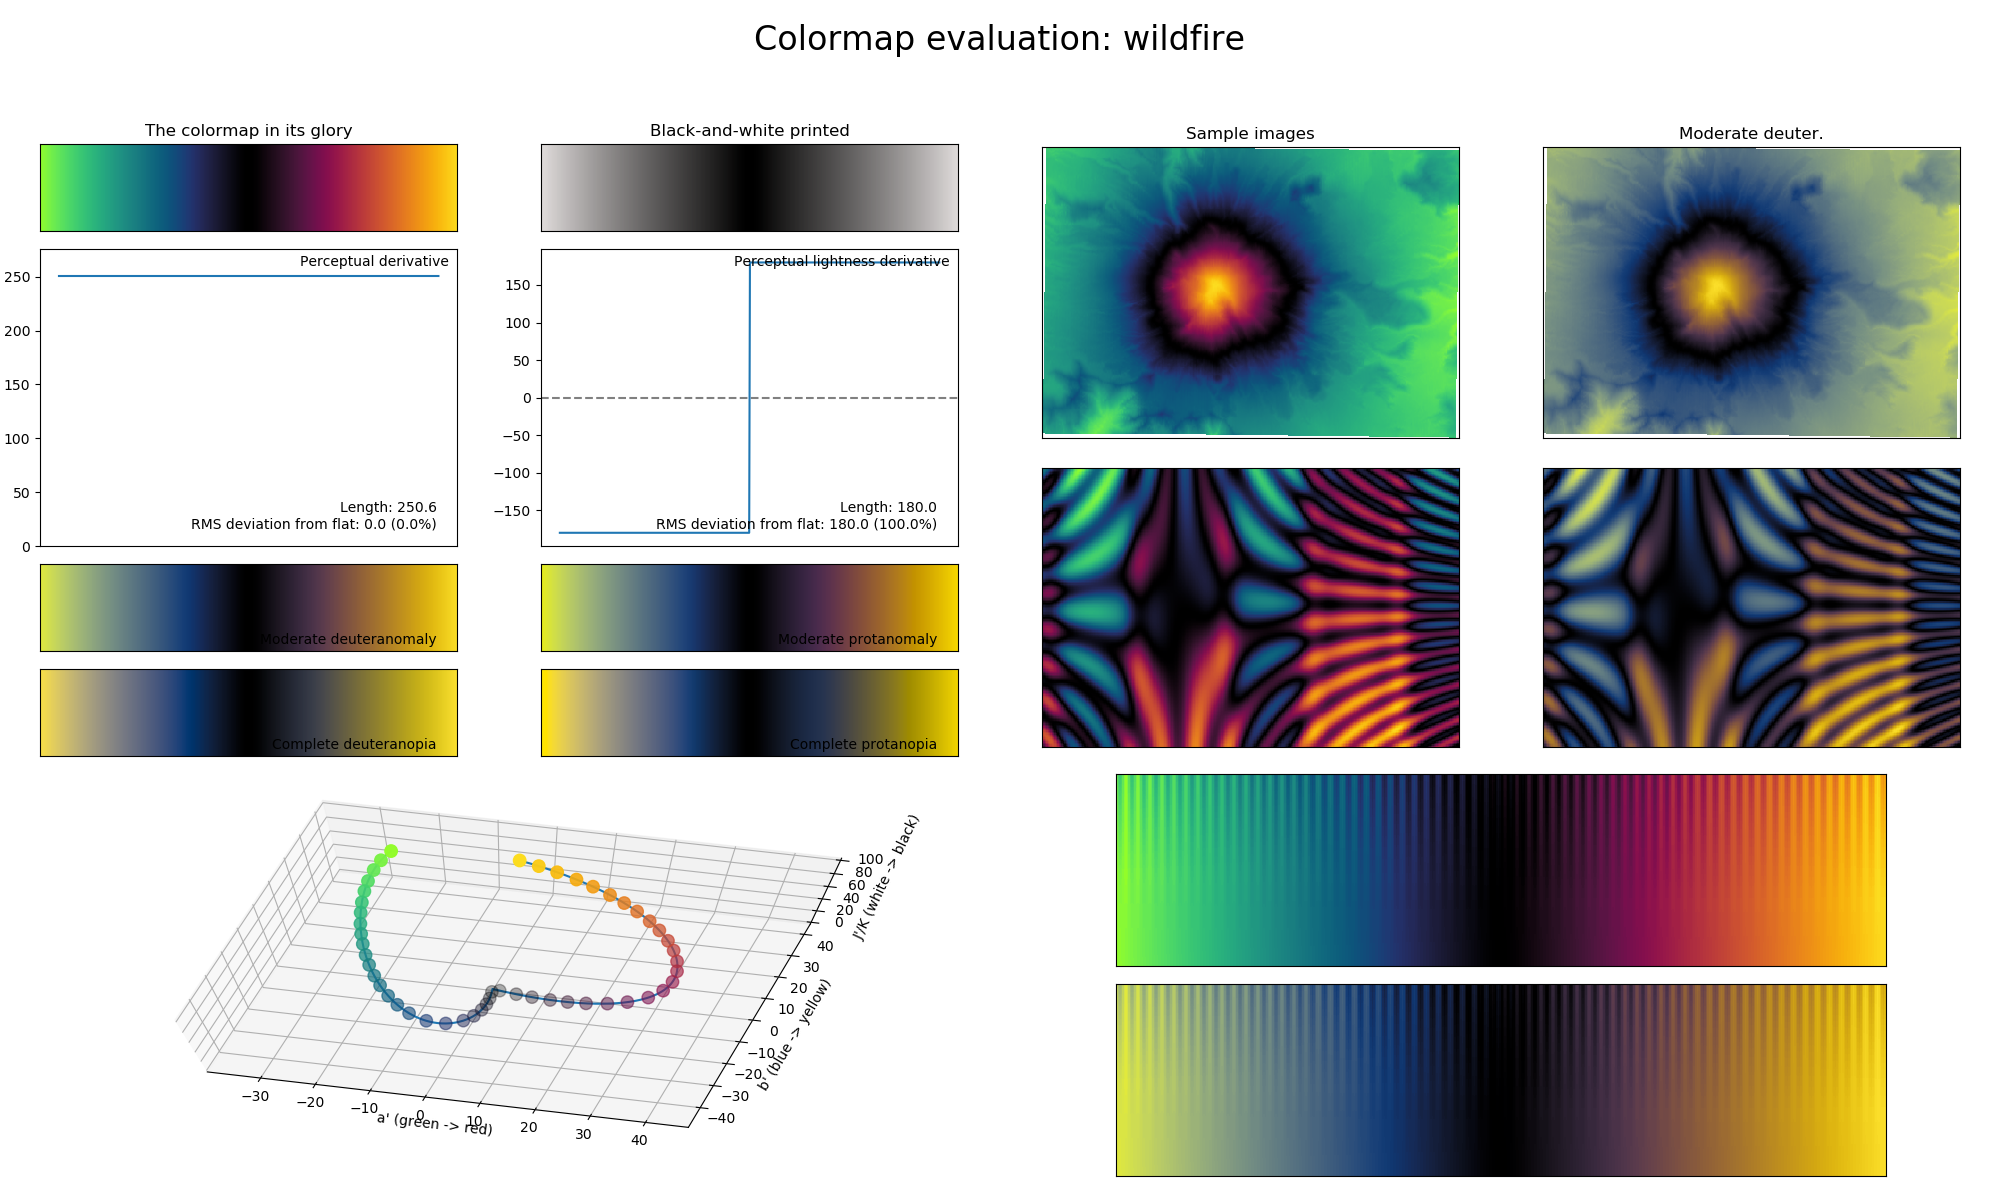 Colormap evaluation: wildfire
The colormap in its glory
Black-and-white printed
Sample images
Moderate deuter.
Perceptual derivative
250
200
150
100
50
0
Length: 250.6
RMS deviation from flat: 0.0 (0.0%)
Perceptual lightness derivative
150
100
50
0
−50
−100
−150
Length: 180.0
RMS deviation from flat: 180.0 (100.0%)
Moderate deuteranomaly
Moderate protanomaly
Complete deuteranopia
Complete protanopia
100
80
60
40
20
0
J'/K (white -> black)
40
30
20
10
0
−10
−20
−30
−40
b' (blue -> yellow)
−30
−20
−10
0
10
20
30
40
a' (green -> red)